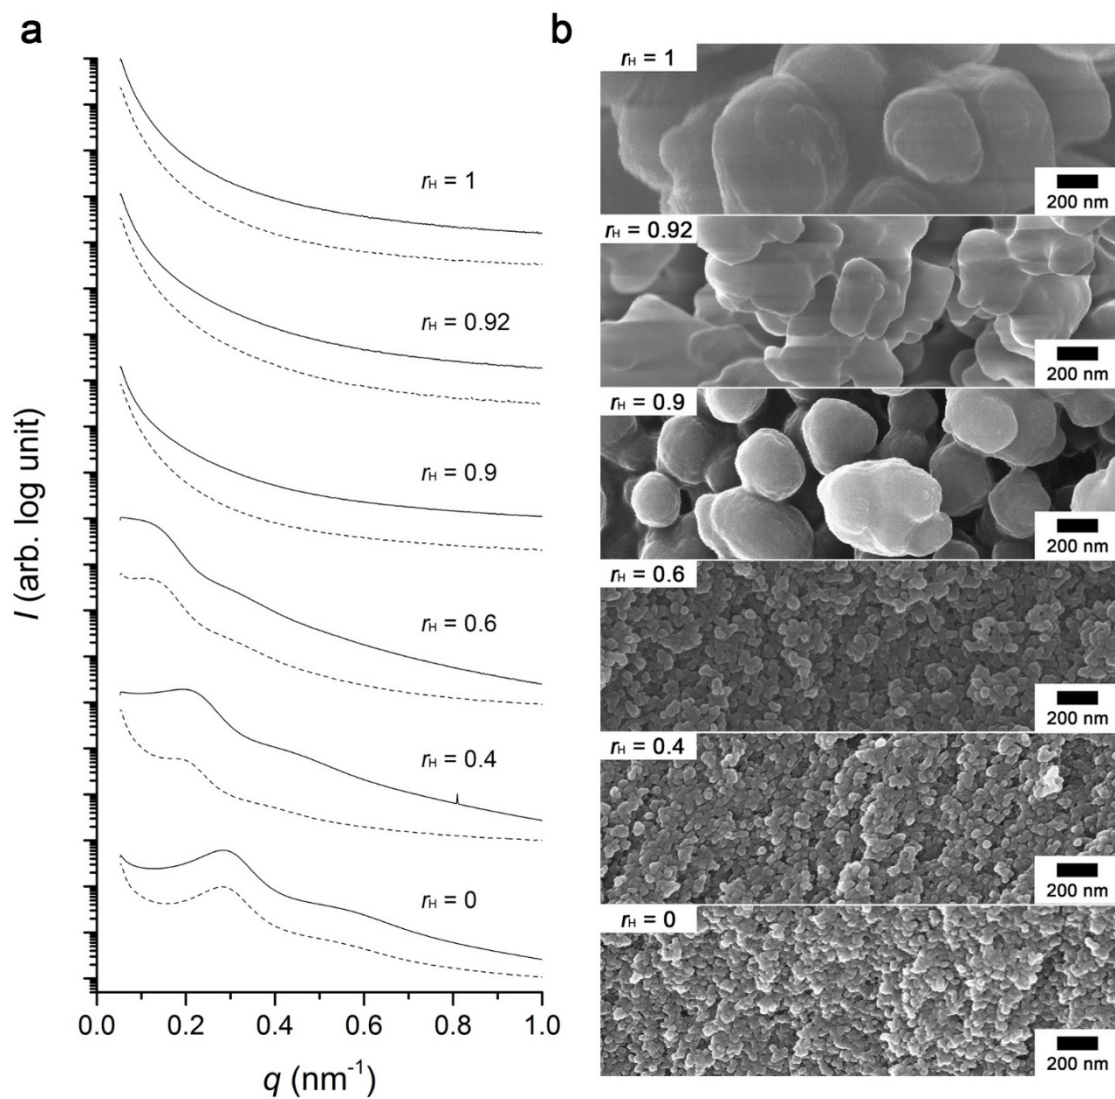 a
I (arb. log unit)
rH = 1
rH = 0.92
rH = 0.9
rH = 0.6
rH = 0.4
rH = 0
0.0 0.2 0.4 0.6 0.8 1.0
q (nm-1)
b
rH = 1
200 nm
rH = 0.92
200 nm
rH = 0.9
200 nm
rH = 0.6
200 nm
rH = 0.4
200 nm
rH = 0
200 nm